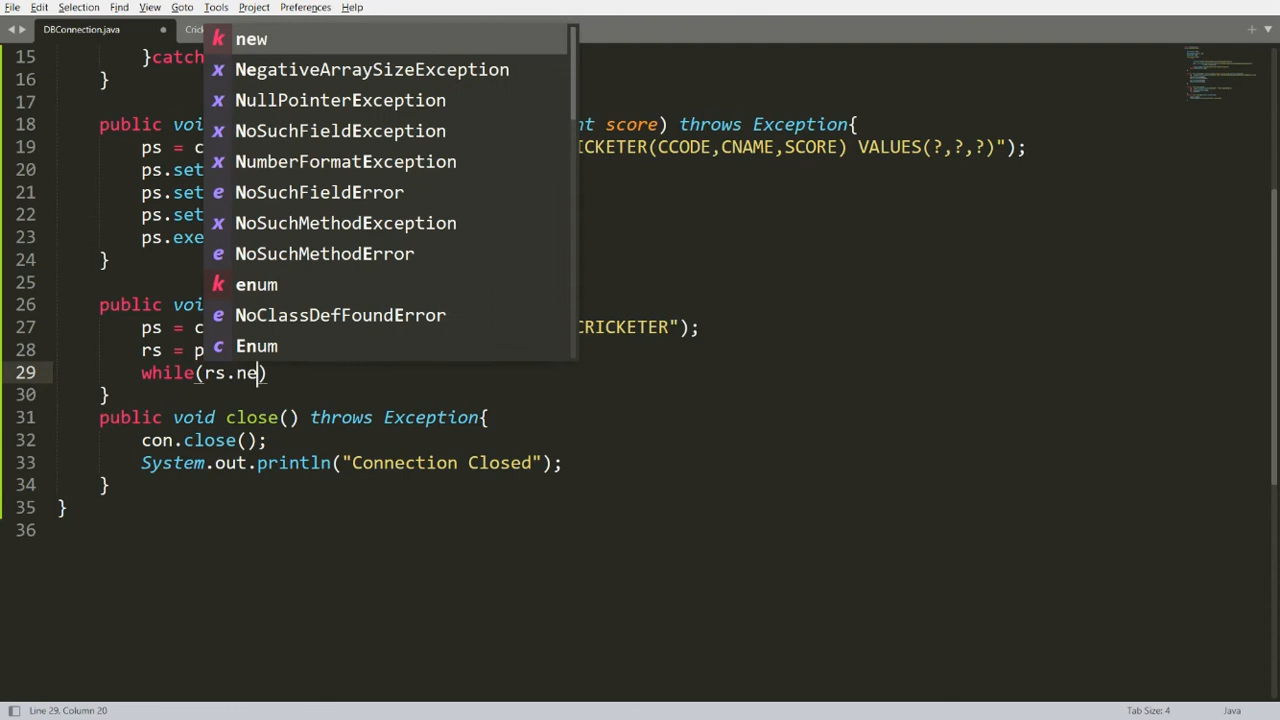 File Edit Selection Find View Goto Tools Project Preferences Help
DBConnection.java
15 }catch
16 }
17
18 public score) throws Exception{
19 ps = CRICKETER(CCODE,CNAME,SCORE) VALUES(?,?,?)");
20 ps.set
21 ps.set
22 ps.set
23 ps.exe
24 }
25
26 public
27 ps = CRICKETER");
28 rs =
29 while(rs.ne)
30 }
31 public void close() throws Exception{
32 con.close();
33 System.out.println("Connection Closed");
34 }
35 }
36
k new
x NegativeArraySizeException
x NullPointerException
x NoSuchFieldException
x NumberFormatException
e NoSuchFieldError
x NoSuchMethodException
e NoSuchMethodError
k enum
e NoClassDefFoundError
c Enum
Line 29, Column 20 Tab Size: 4 Java